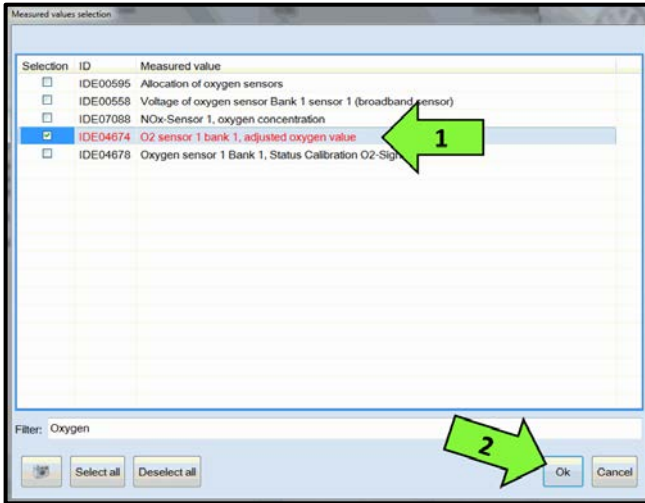 Measured values selection
Selection ID Measured value
IDE00595 Allocation of oxygen sensors
IDE00558 Voltage of oxygen sensor Bank 1 sensor 1 (broadband sensor)
IDE07088 NOx-Sensor 1, oxygen concentration
IDE04674 O2 sensor 1 bank 1, adjusted oxygen value
1
IDE04678 Oxygen sensor 1 Bank 1, Status Calibration O2-Sig
Filter: Oxygen
2
Select all Deselect all Ok Cancel